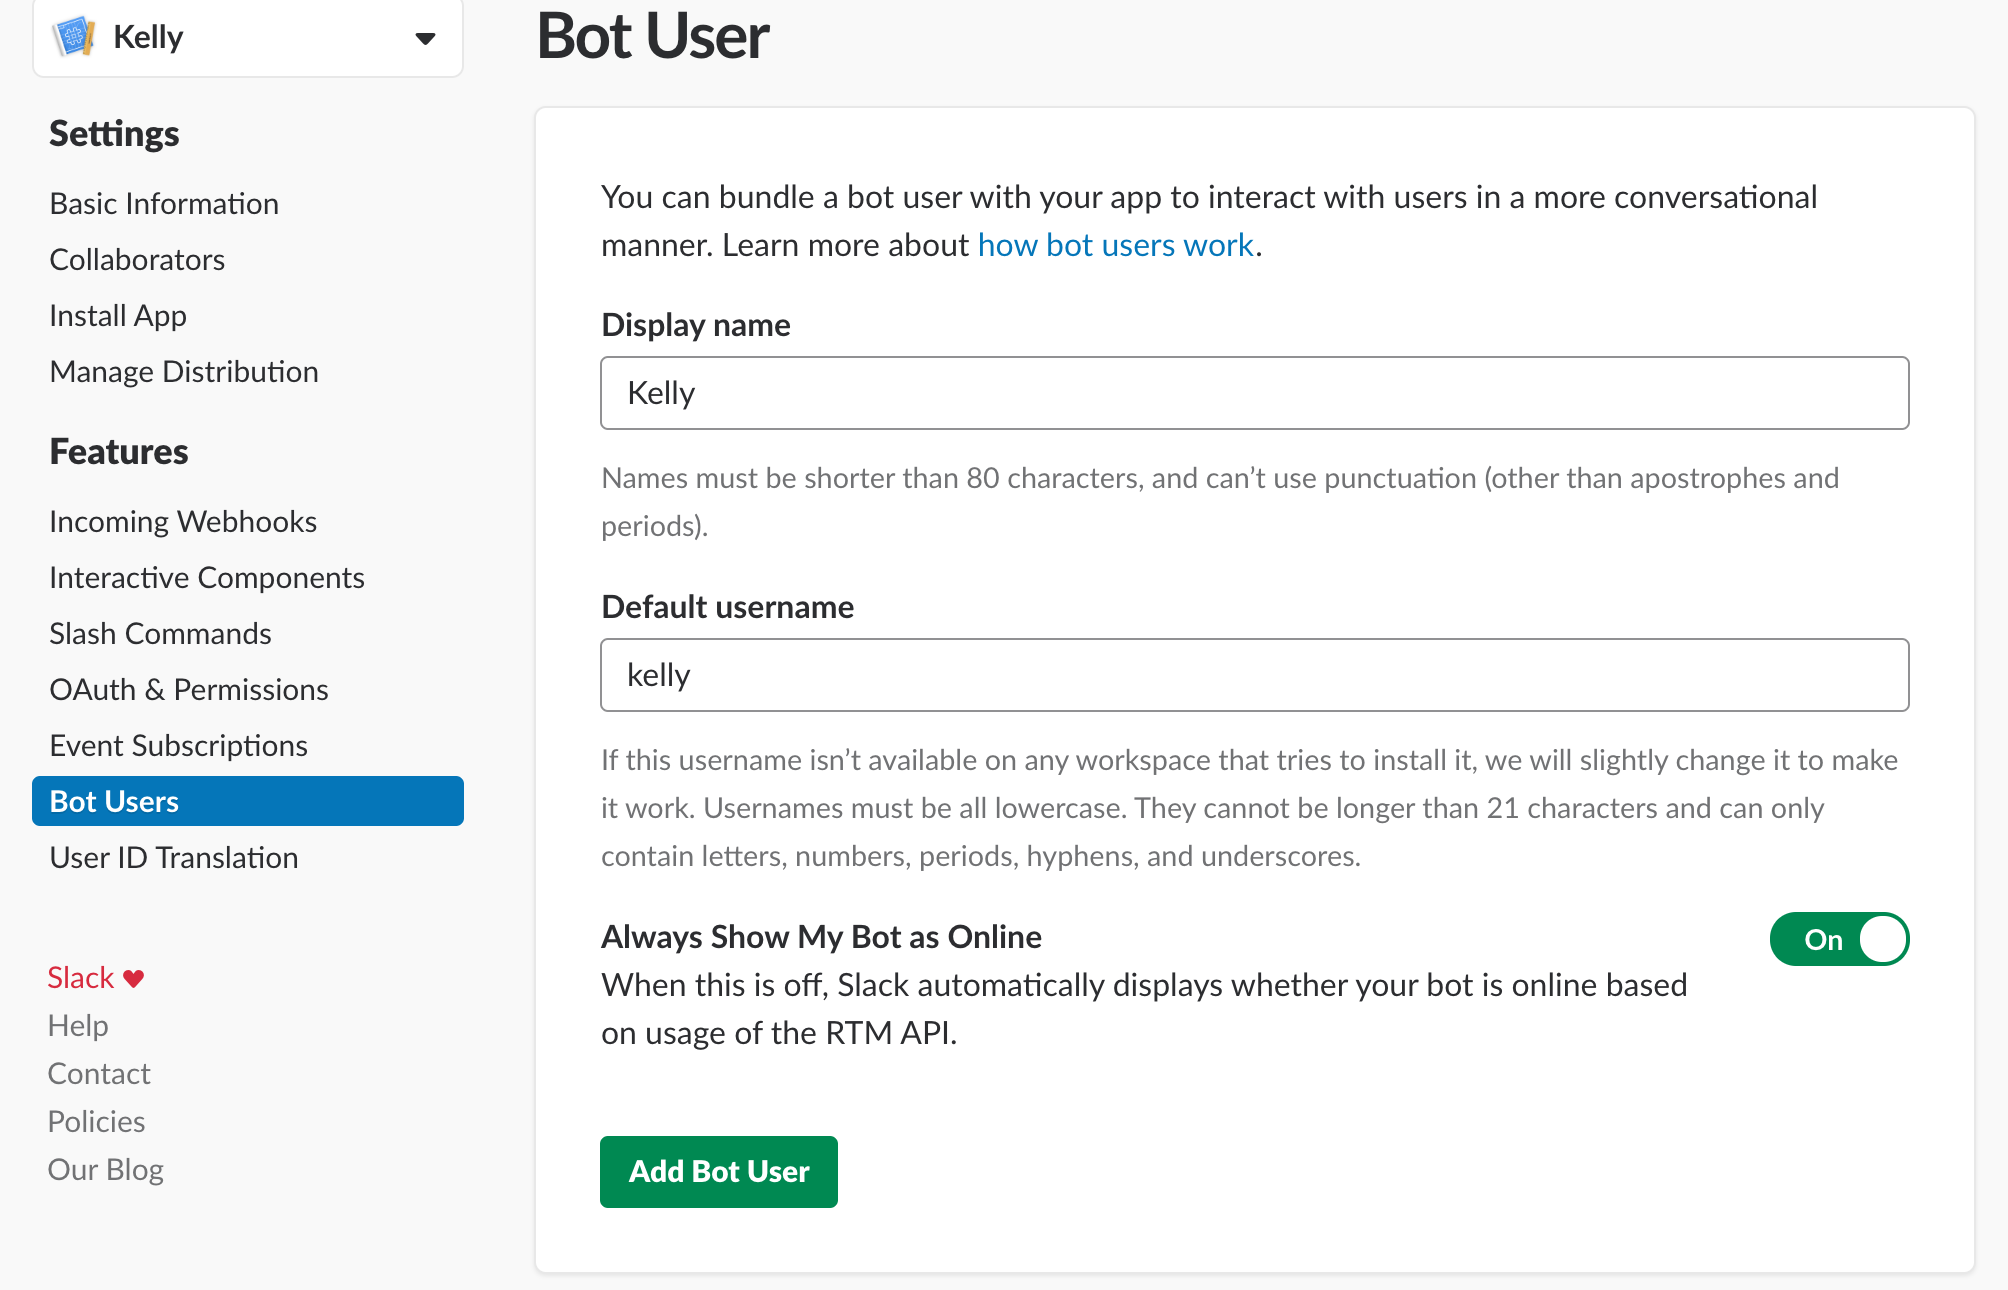 Kelly
Settings
Basic Information
Collaborators
Install App
Manage Distribution
Features
Incoming Webhooks
Interactive Components
Slash Commands
OAuth & Permissions
Event Subscriptions
Bot Users
User ID Translation
Slack ♥
Help
Contact
Policies
Our Blog
Bot User
You can bundle a bot user with your app to interact with users in a more conversational
manner. Learn more about how bot users work.
Display name
Kelly
Names must be shorter than 80 characters, and can’t use punctuation (other than apostrophes and
periods).
Default username
kelly
If this username isn’t available on any workspace that tries to install it, we will slightly change it to make
it work. Usernames must be all lowercase. They cannot be longer than 21 characters and can only
contain letters, numbers, periods, hyphens, and underscores.
Always Show My Bot as Online
On
When this is off, Slack automatically displays whether your bot is online based
on usage of the RTM API.
Add Bot User